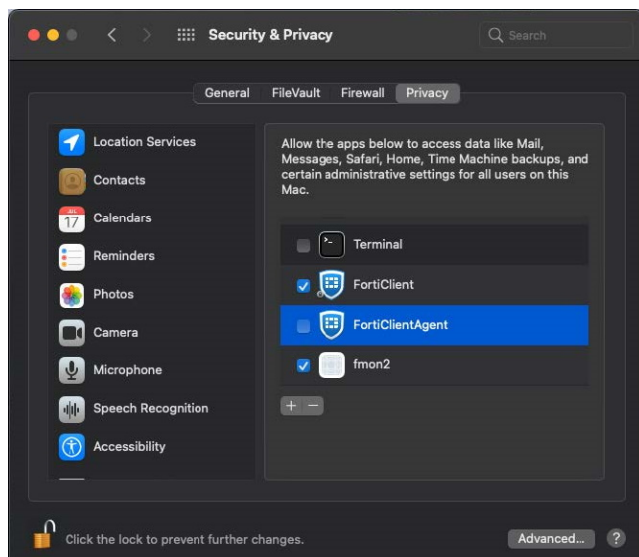 Security & Privacy
Search
General
FileVault
Firewall
Privacy
Location Services
Contacts
JUL
17
Calendars
Reminders
Photos
Camera
Microphone
Speech Recognition
Accessibility
Allow the apps below to access data like Mail,
Messages, Safari, Home, Time Machine backups, and
certain administrative settings for all users on this
Mac.
Terminal
FortiClient
FortiClientAgent
fmon2
+ −
Click the lock to prevent further changes.
Advanced...
?